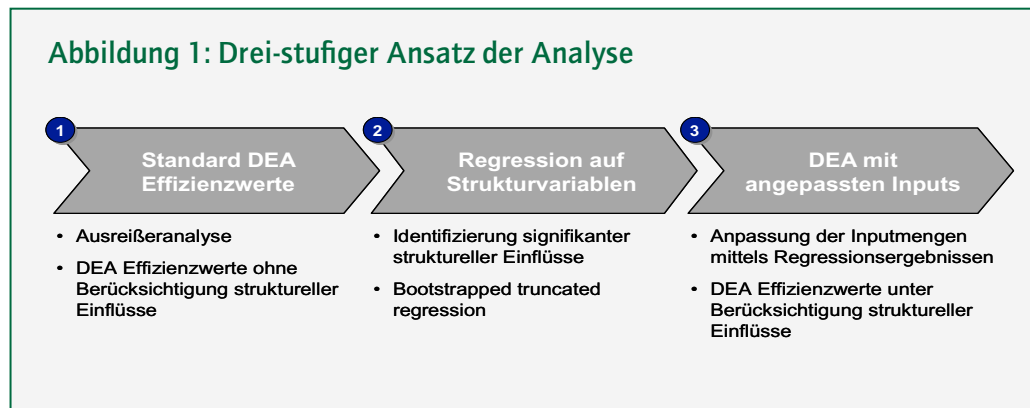 Abbildung 1: Drei-stufiger Ansatz der Analyse
1
Standard DEA
Effizienzwerte
• Ausreißeranalyse
• DEA Effizienzwerte ohne
Berücksichtigung struktureller
Einflüsse
2
Regression auf
Strukturvariablen
• Identifizierung signifikanter
struktureller Einflüsse
• Bootstrapped truncated
regression
3
DEA mit
angepassten Inputs
• Anpassung der Inputmengen
mittels Regressionsergebnissen
• DEA Effizienzwerte unter
Berücksichtigung struktureller
Einflüsse